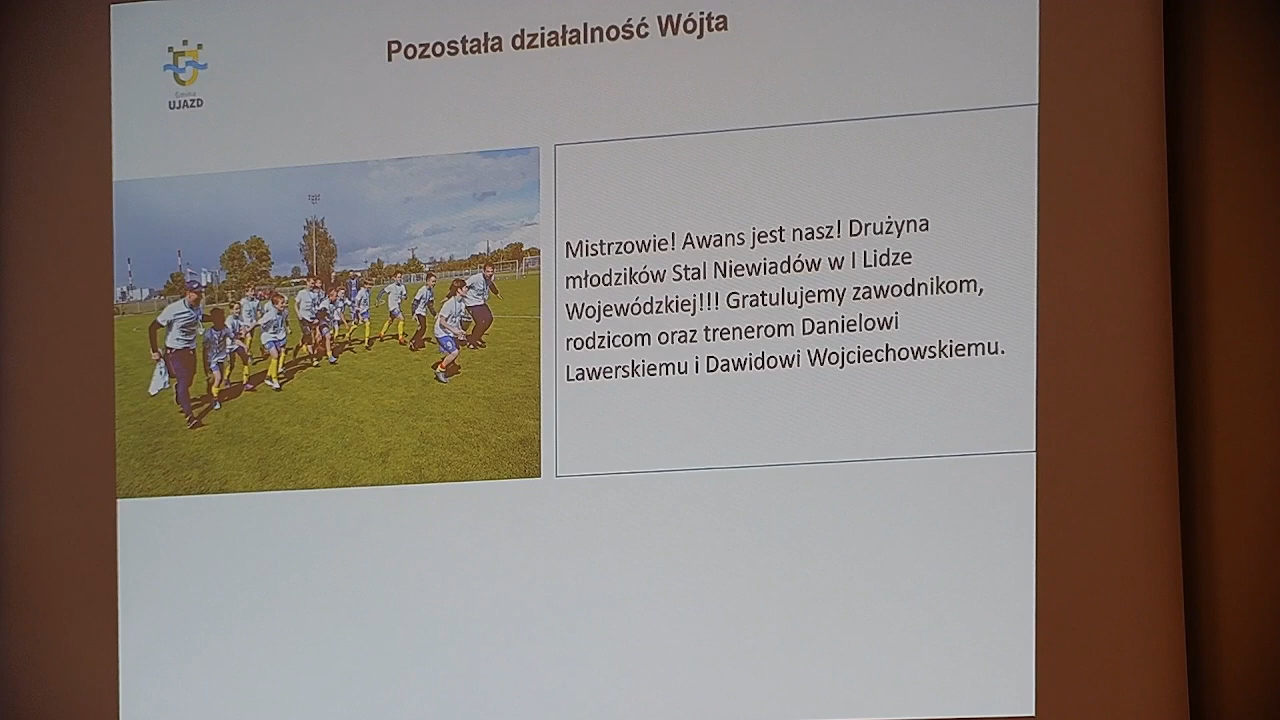 Pozostała działalność Wójta
Gmina
UJAZD
Mistrzowie! Awans jest nasz! Drużyna
młodzików Stal Niewiadów w I Lidze
Wojewódzkiej!!! Gratulujemy zawodnikom,
rodzicom oraz trenerom Danielowi
Lawerskiemu i Dawidowi Wojciechowskiemu.